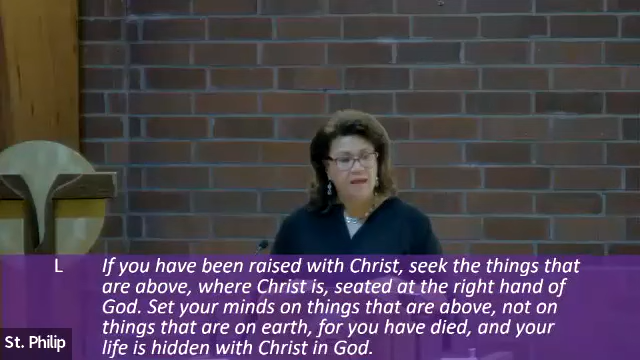 L If you have been raised with Christ, seek the things that
are above, where Christ is, seated at the right hand of
God. Set your minds on things that are above, not on
things that are on earth, for you have died, and your
life is hidden with Christ in God.
St. Philip